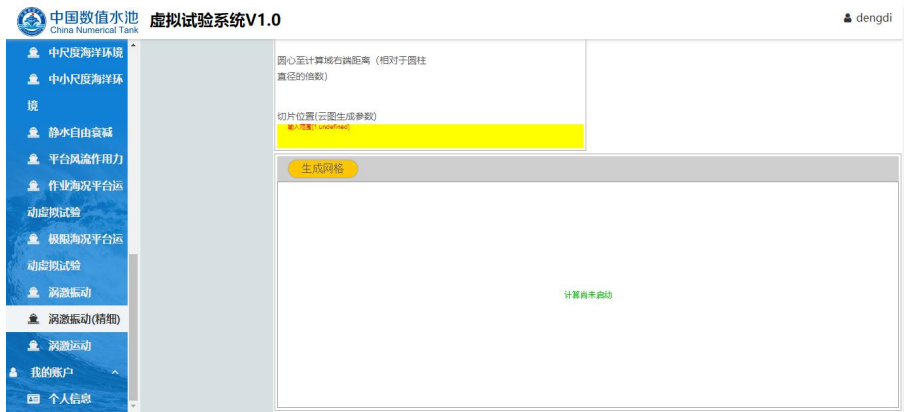 中国数值水池
China Numerical Tank
虚拟试验系统V1.0
dengdi
中尺度海洋环境
中小尺度海洋环
境
静水自由衰减
平台风流作用力
作业海况平台运
动虚拟试验
极限海况平台运
动虚拟试验
涡激振动
涡激振动(精细)
涡激运动
我的账户
个人信息
圆心至计算域右端距离（相对于圆柱
直径的倍数）
切片位置(云图生成参数)
输入范围[1,undefined]
生成网格
计算尚未启动